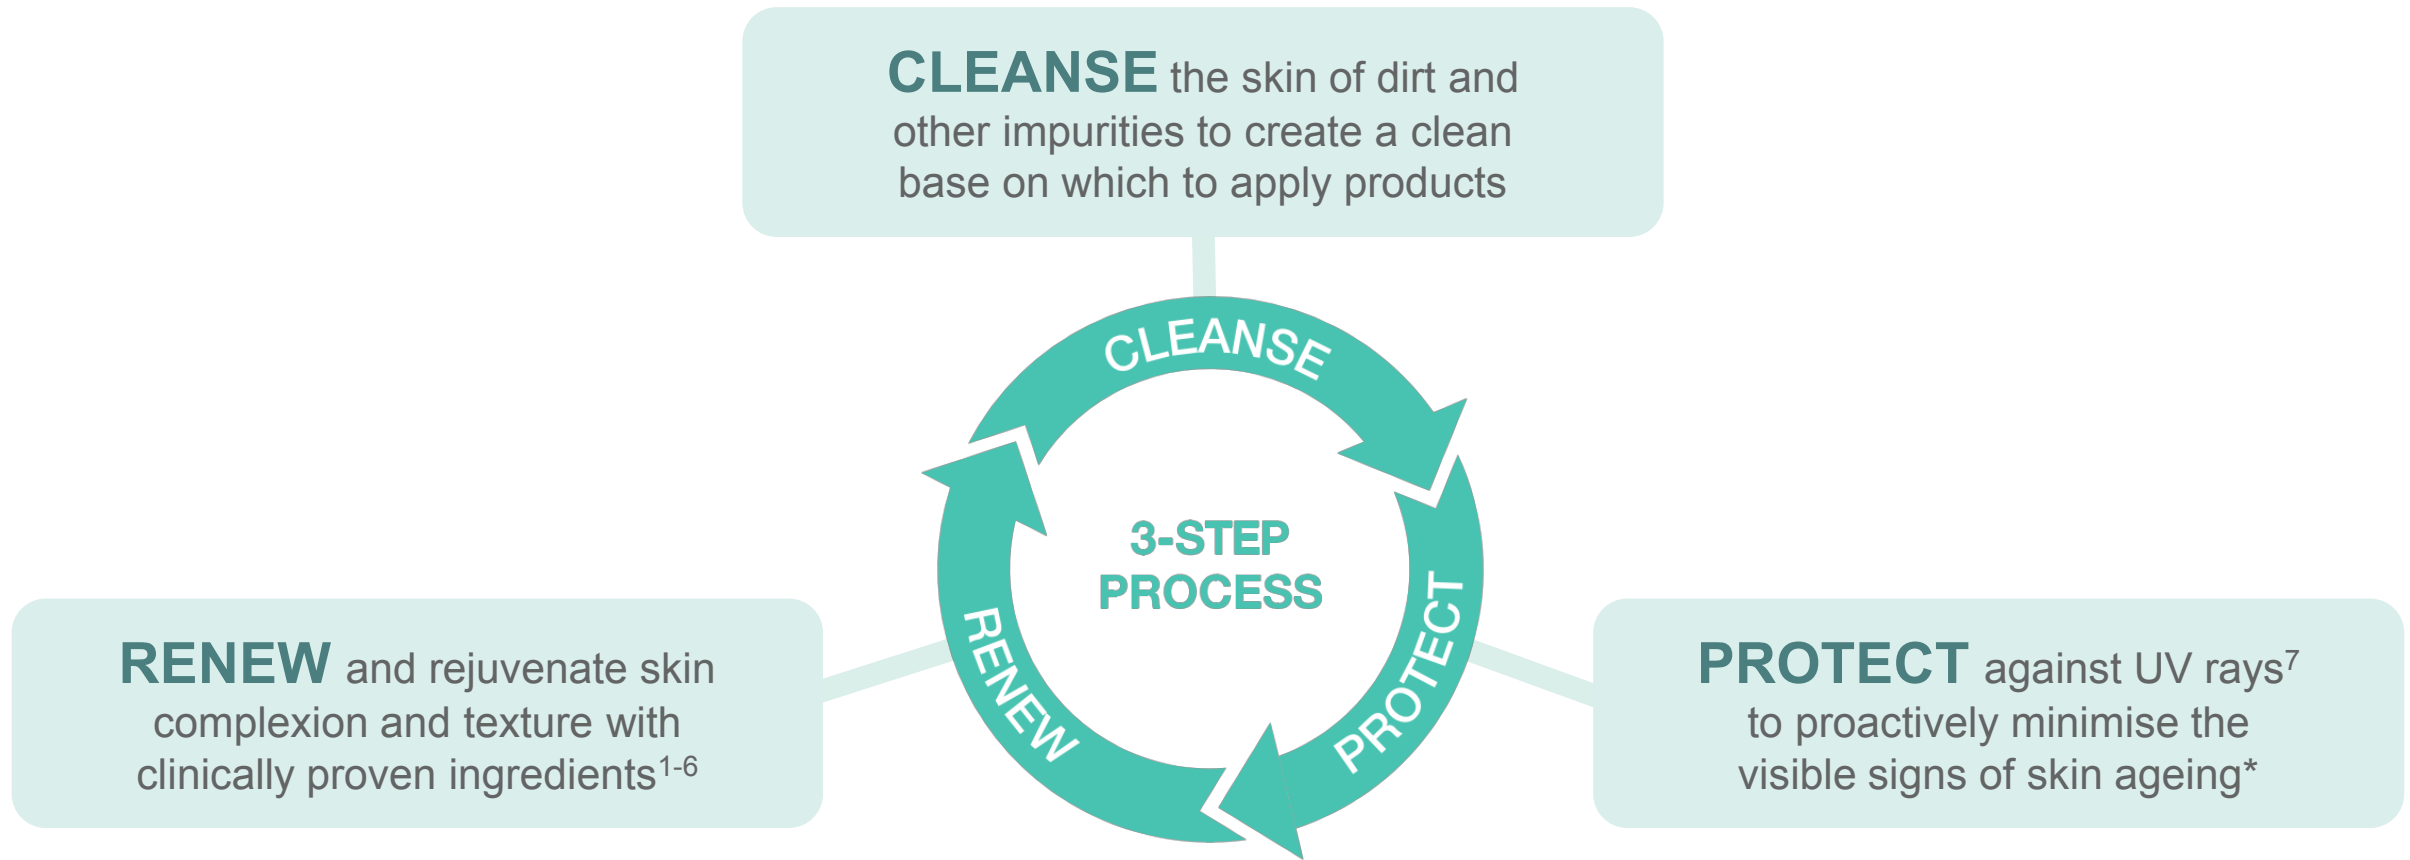 CLEANSE the skin of dirt and
other impurities to create a clean
base on which to apply products
CLEANSE
3-STEP
PROCESS
PROTECT
RENEW
RENEW and rejuvenate skin
complexion and texture with
clinically proven ingredients1-6
PROTECT against UV rays7
to proactively minimise the
visible signs of skin ageing*